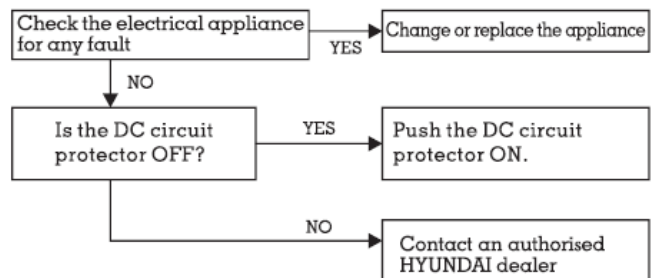 Check the electrical appliance
for any fault
YES
Change or replace the appliance
NO
Is the DC circuit
protector OFF?
YES
Push the DC circuit
protector ON.
NO
Contact an authorised
HYUNDAI dealer